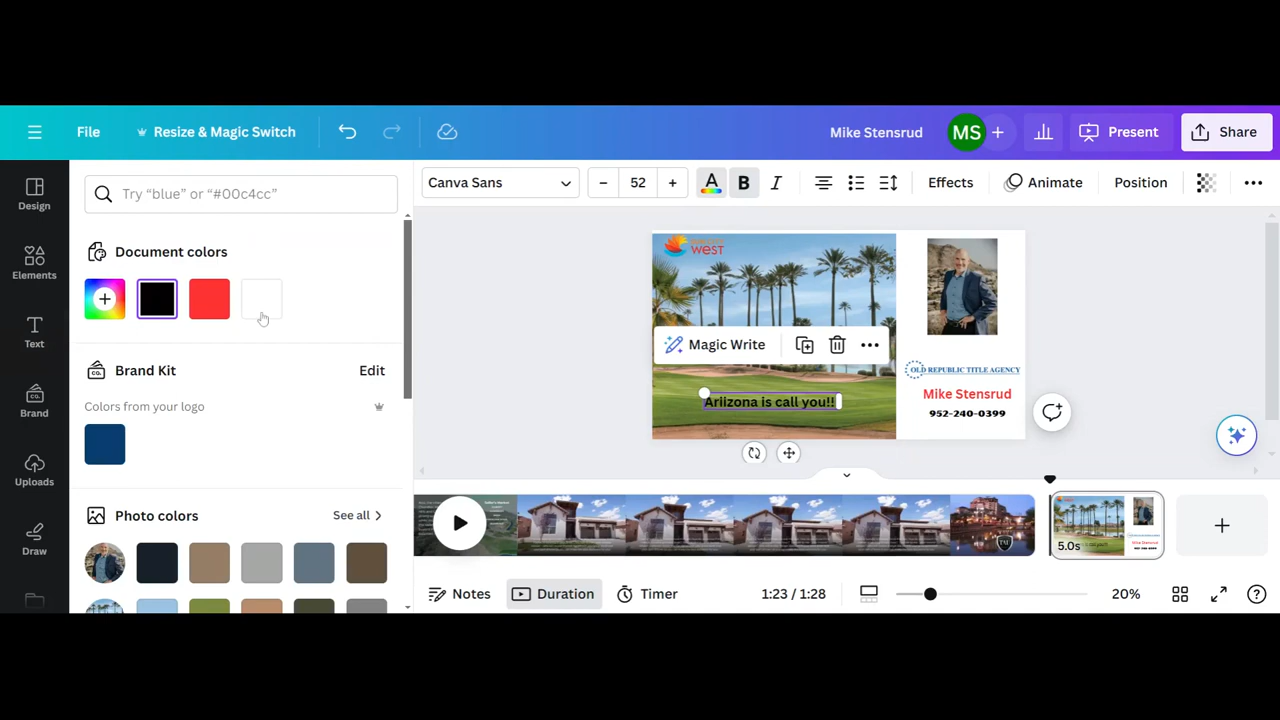 File
Resize & Magic Switch
Mike Stensrud
MS
Present
Share
Design
Elements
Text
Brand
Uploads
Draw
Try “blue” or “#00c4cc”
Document colors
Brand Kit
Edit
Colors from your logo
Photo colors
See all
Canva Sans
52
A
B
I
Effects
Animate
Position
west
Magic Write
Ariizona is call you!!
OLD REPUBLIC TITLE AGENCY
Mike Stensrud
952-240-0399
5.0s
Notes
Duration
Timer
1:23 / 1:28
20%